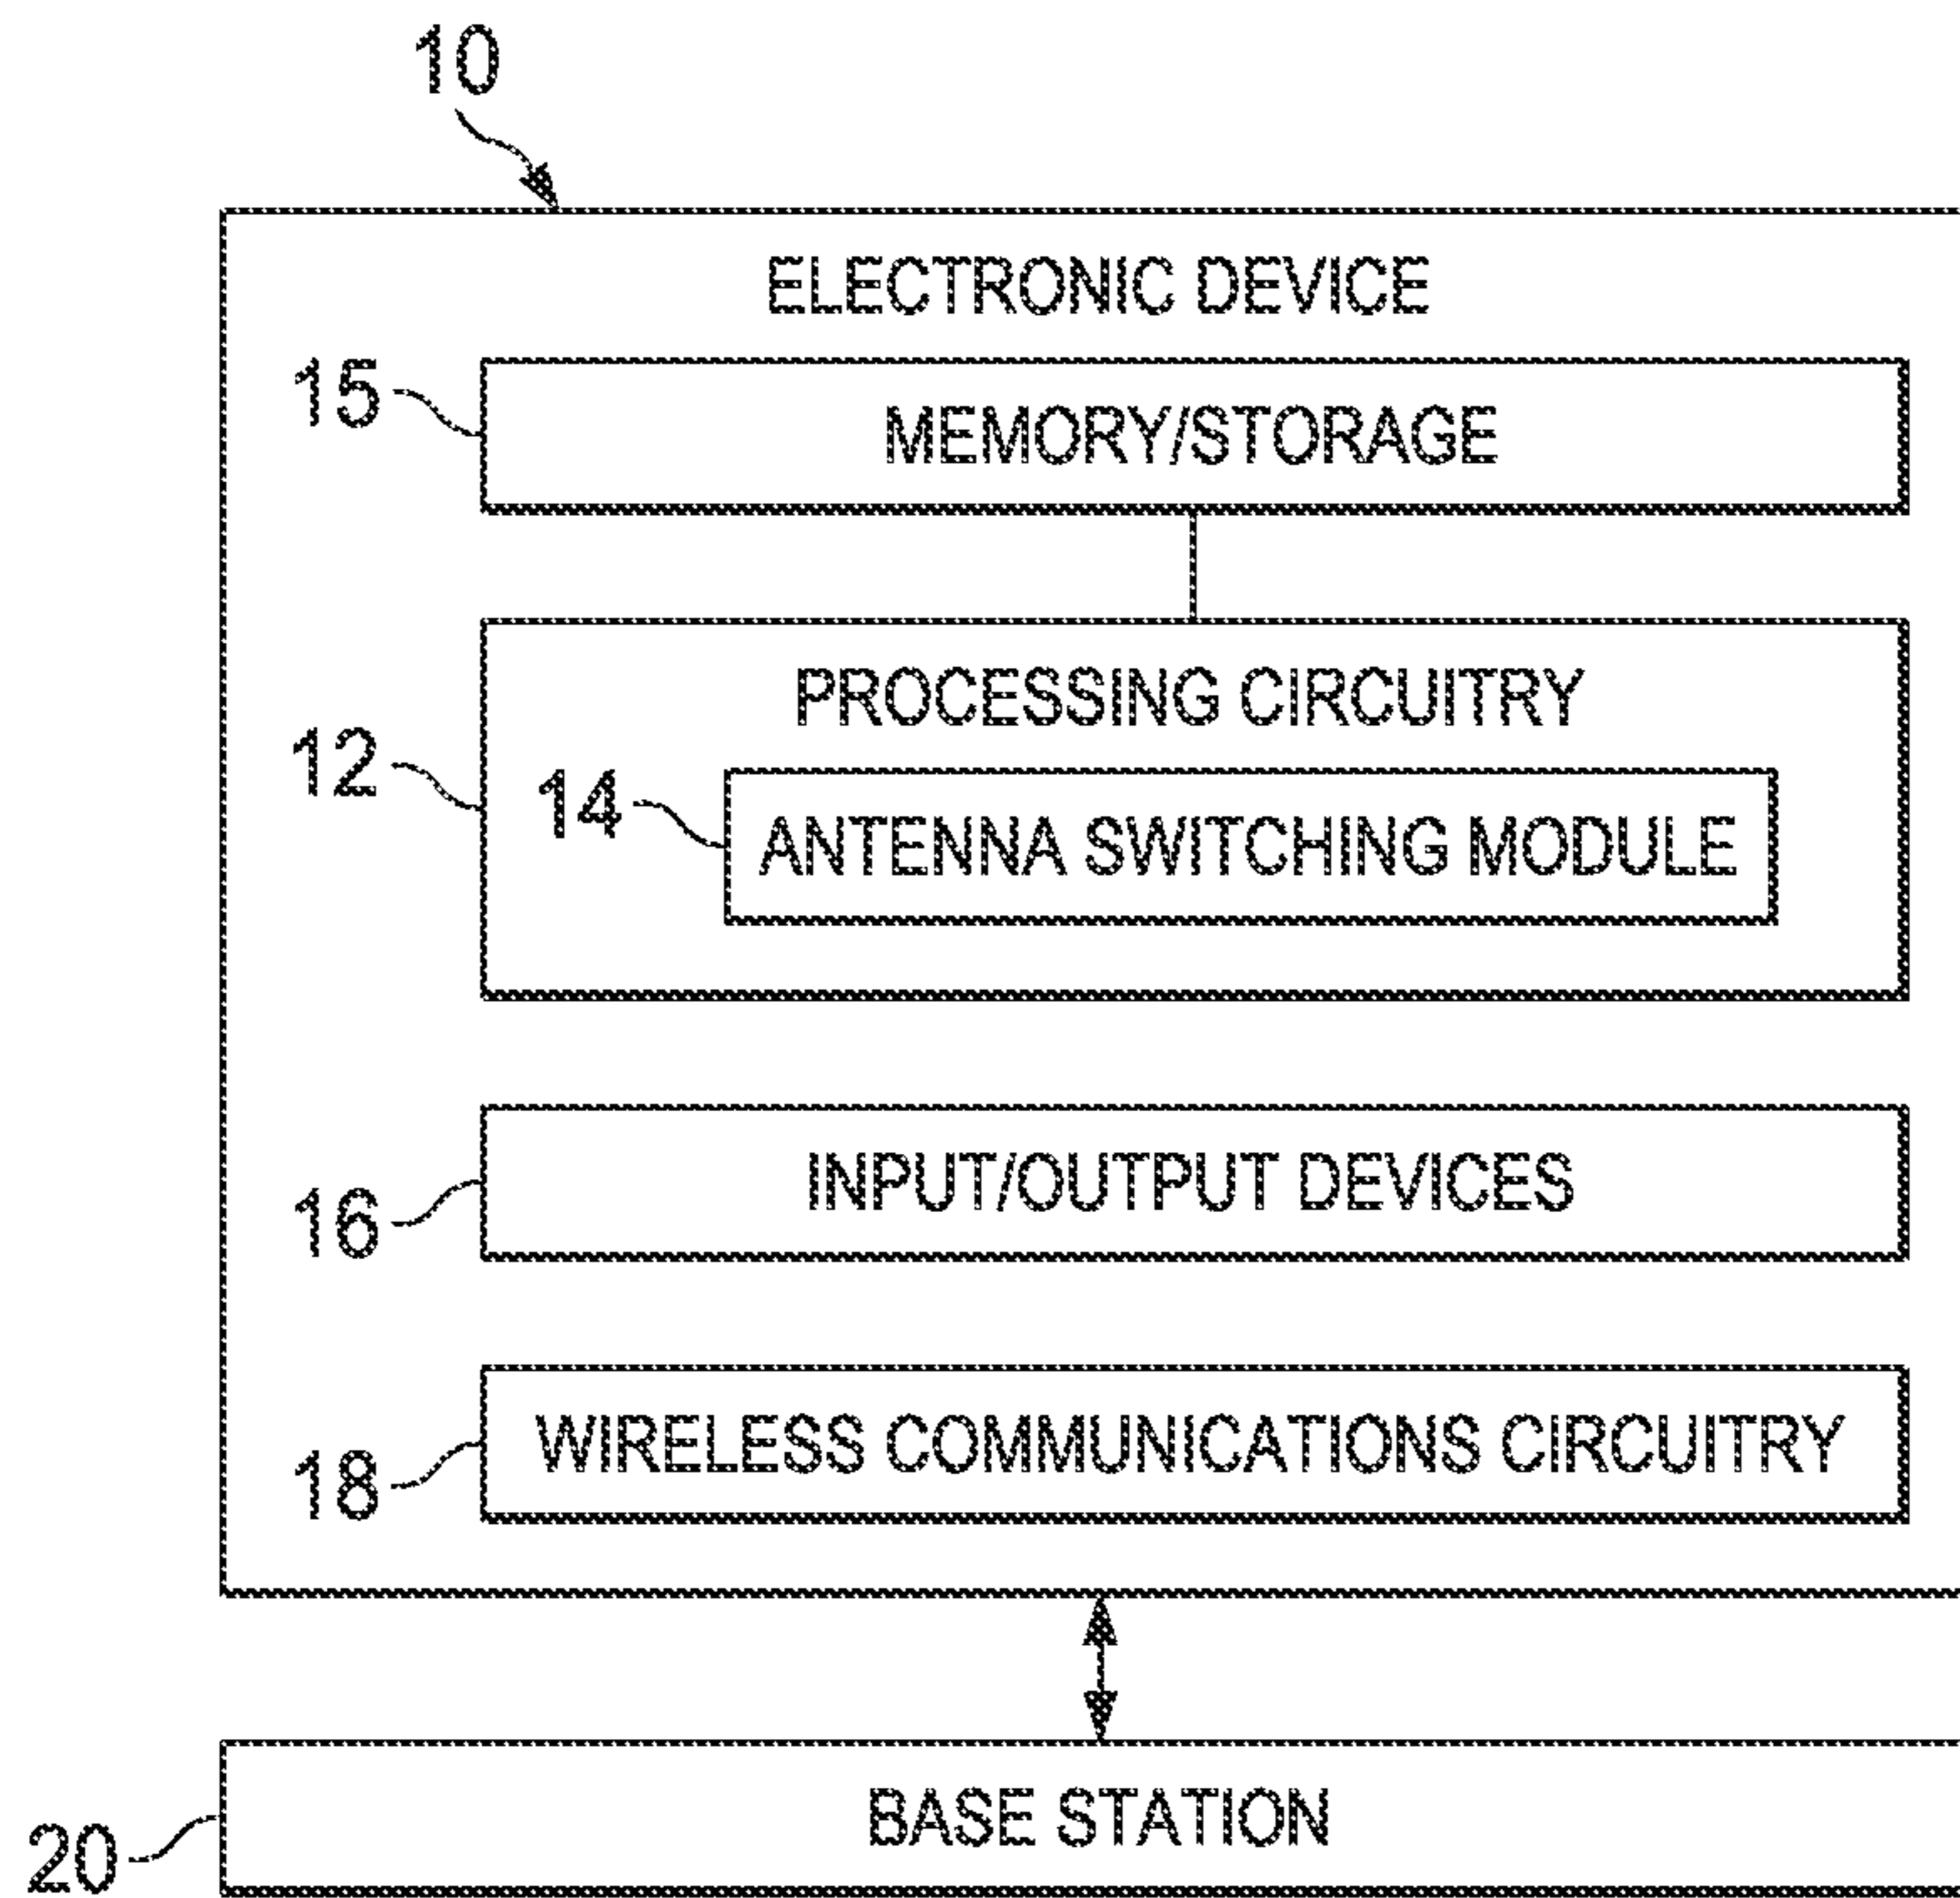 10
ELECTRONIC DEVICE
15
MEMORY/STORAGE
PROCESSING CIRCUITRY
12
14
ANTENNA SWITCHING MODULE
INPUT/OUTPUT DEVICES
16
WIRELESS COMMUNICATIONS CIRCUITRY
18
BASE STATION
20